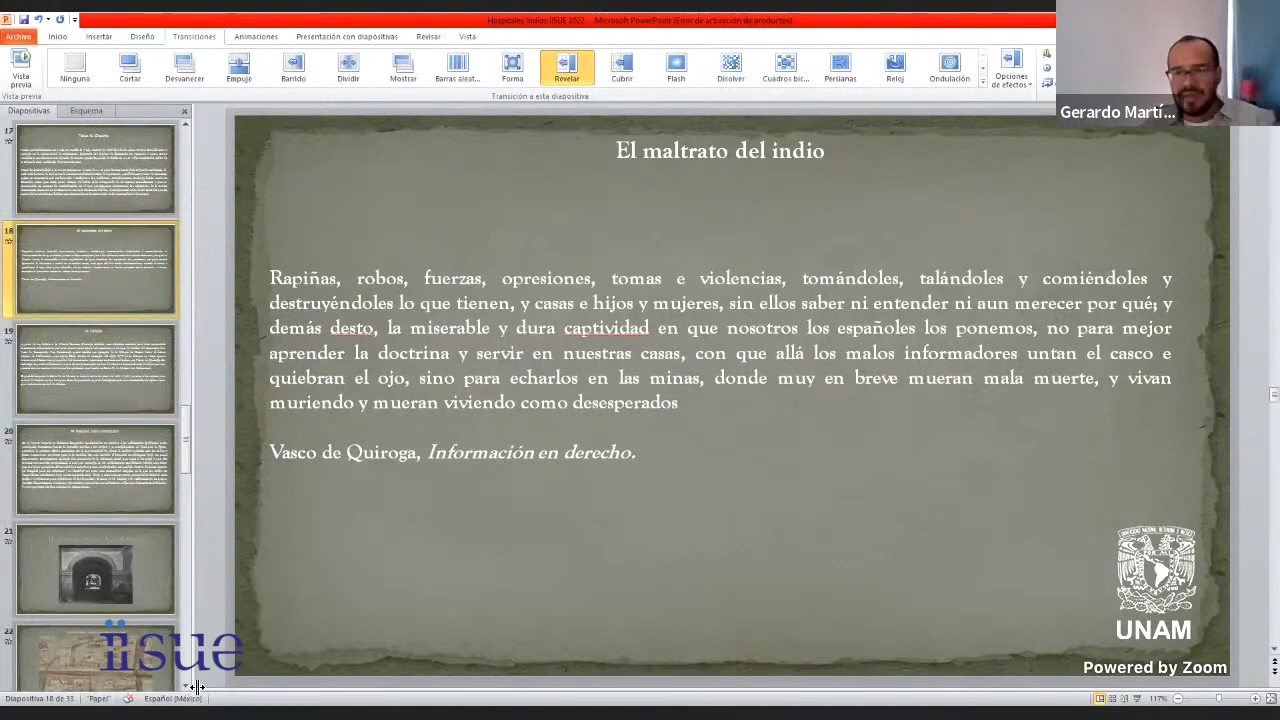 Hospitales Indios IISUE 2022 - Microsoft PowerPoint (Error de activación de productos)
Archivo Inicio Insertar Diseño Transiciones Animaciones Presentación con diapositivas Revisar Vista
Vista previa
Ninguna Cortar Desvanecer Empuje Barrido Dividir Mostrar Barras aleat... Forma Revelar Cubrir Flash Disolver Cuadros bic... Persianas Reloj Ondulación
Opciones de efectos
Vista previa
Transición a esta diapositiva
Gerardo Martí...
Diapositivas Esquema
17
18
19
20
21
22
El maltrato del indio
Rapiñas, robos, fuerzas, opresiones, tomas e violencias, tomándoles, talándoles y comiéndoles y
destruyéndoles lo que tienen, y casas e hijos y mujeres, sin ellos saber ni entender ni aun merecer por qué; y
demás desto, la miserable y dura captividad en que nosotros los españoles los ponemos, no para mejor
aprender la doctrina y servir en nuestras casas, con que allá los malos informadores untan el casco e
quiebran el ojo, sino para echarlos en las minas, donde muy en breve mueran mala muerte, y vivan
muriendo y mueran viviendo como desesperados
Vasco de Quiroga, Información en derecho.
UNAM
Powered by Zoom
iisue
Diapositiva 18 de 33 "Papel" Español (México) 117%